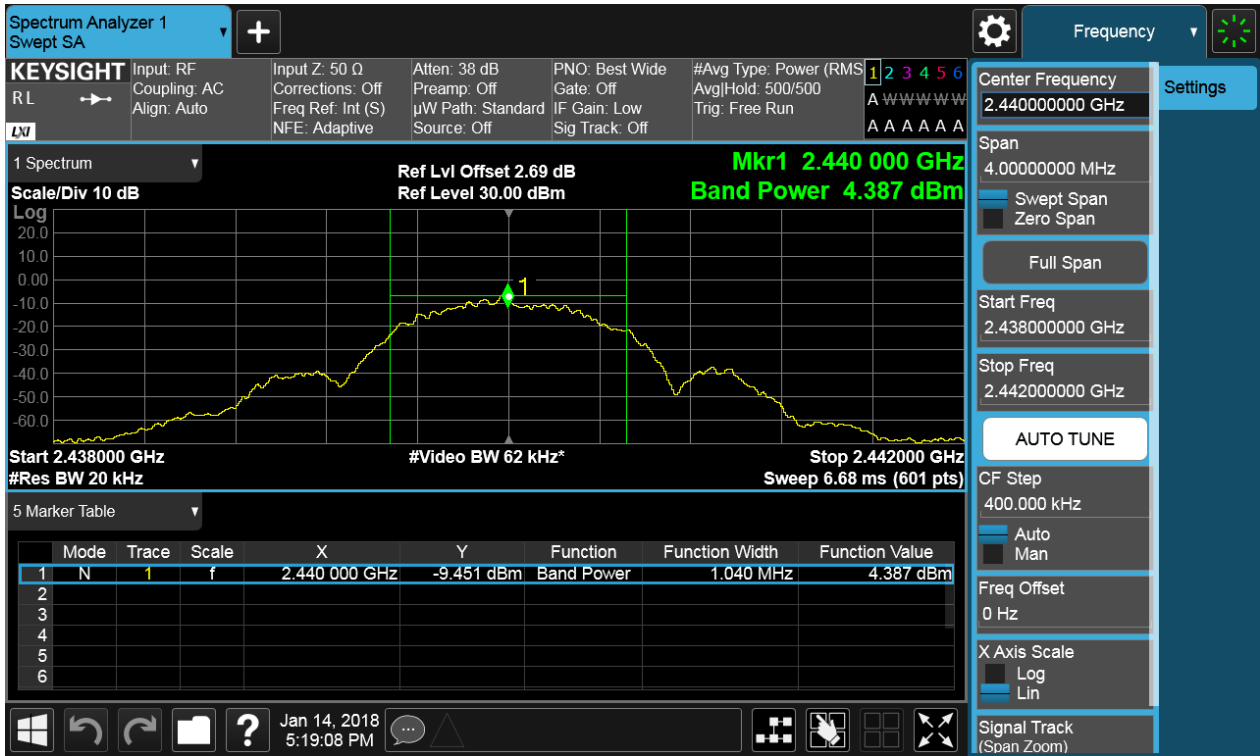 Spectrum Analyzer 1
Swept SA
Frequency
KEYSIGHT
RL
LXI
Input: RF
Coupling: AC
Align: Auto
Input Z: 50 Ω
Corrections: Off
Freq Ref: Int (S)
NFE: Adaptive
Atten: 38 dB
Preamp: Off
µW Path: Standard
Source: Off
PNO: Best Wide
Gate: Off
IF Gain: Low
Sig Track: Off
#Avg Type: Power (RMS
Avg|Hold: 500/500
Trig: Free Run
1 2 3 4 5 6
A W W W W W
A A A A A A
Center Frequency
2.440000000 GHz
Settings
Span
4.00000000 MHz
Swept Span
Zero Span
Full Span
Start Freq
2.438000000 GHz
Stop Freq
2.442000000 GHz
AUTO TUNE
CF Step
400.000 kHz
Auto
Man
Freq Offset
0 Hz
X Axis Scale
Log
Lin
Signal Track
(Span Zoom)
1 Spectrum
Scale/Div 10 dB
Ref Lvl Offset 2.69 dB
Ref Level 30.00 dBm
Mkr1 2.440 000 GHz
Band Power 4.387 dBm
Log
20.0
10.0
0.00
-10.0
-20.0
-30.0
-40.0
-50.0
-60.0
1
Start 2.438000 GHz
#Res BW 20 kHz
#Video BW 62 kHz*
Stop 2.442000 GHz
Sweep 6.68 ms (601 pts)
5 Marker Table
Mode Trace Scale X Y Function Function Width Function Value
1 N 1 f 2.440 000 GHz -9.451 dBm Band Power 1.040 MHz 4.387 dBm
2
3
4
5
6
?
Jan 14, 2018
5:19:08 PM